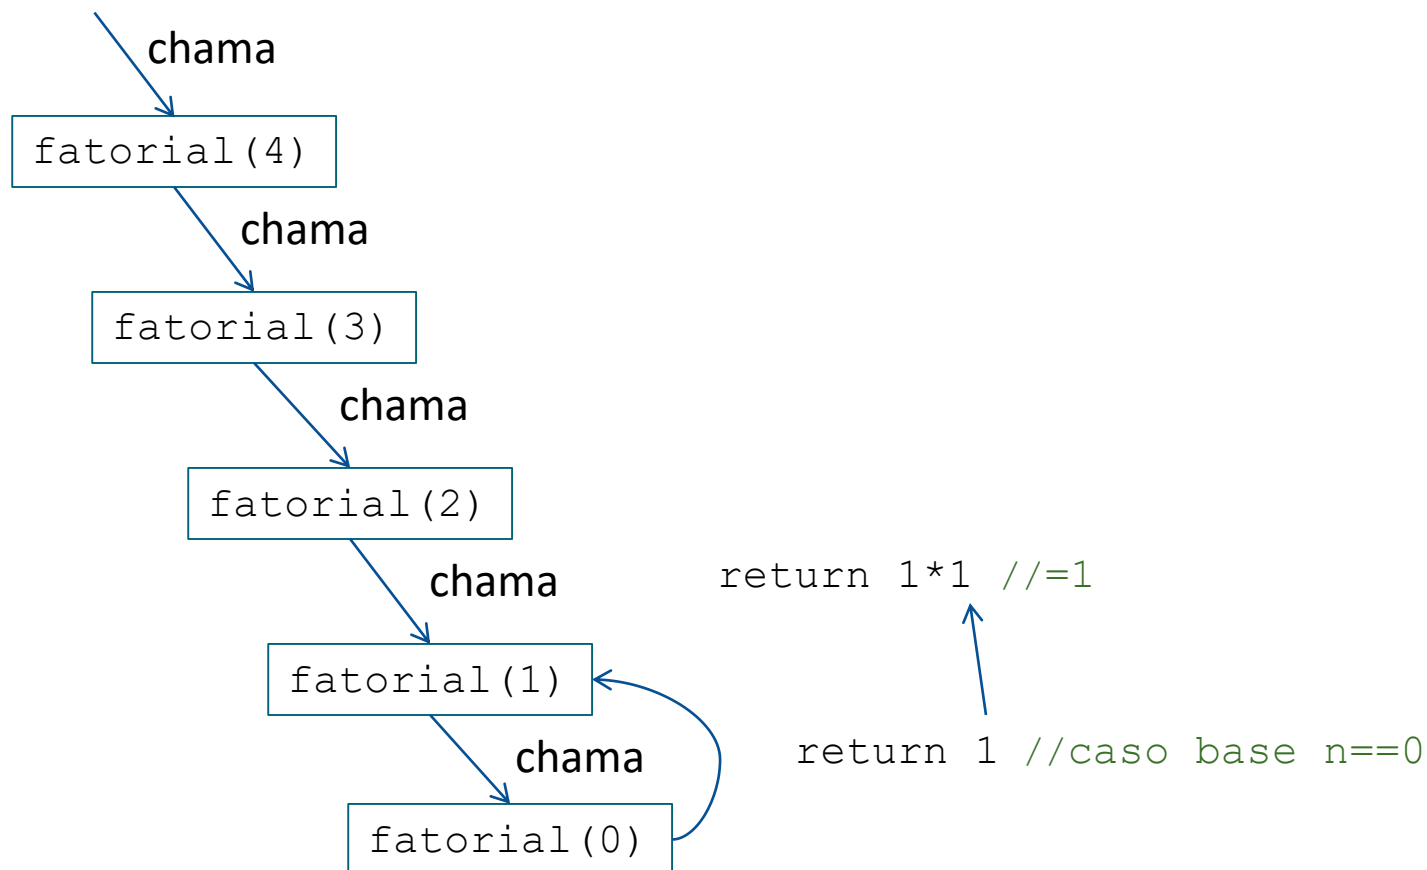 chama
fatorial(4)
chama
fatorial(3)
chama
fatorial(2)
chama
return 1*1 //=1
fatorial(1)
chama
return 1 //caso base n==0
fatorial(0)